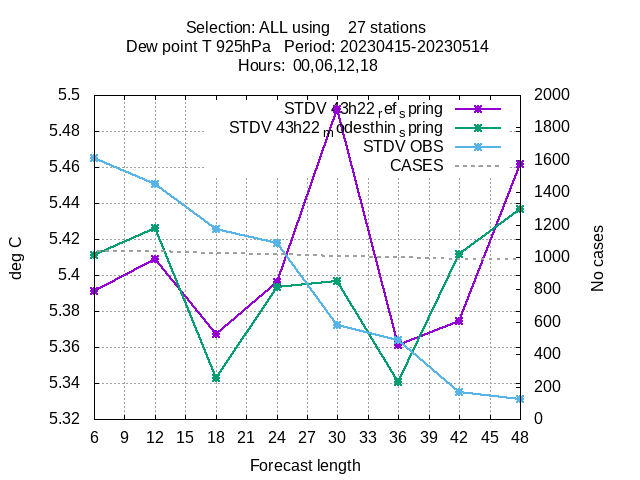 Selection: ALL using 27 stations
Dew point T 925hPa Period: 20230415-20230514
Hours: 00,06,12,18
STDV 43h22refspring
STDV 43h22modesthinspring
STDV OBS
CASES
5.5
5.48
5.46
5.44
5.42
5.4
5.38
5.36
5.34
5.32
deg C
2000
1800
1600
1400
1200
1000
800
600
400
200
0
No cases
6 9 12 15 18 21 24 27 30 33 36 39 42 45 48
Forecast length